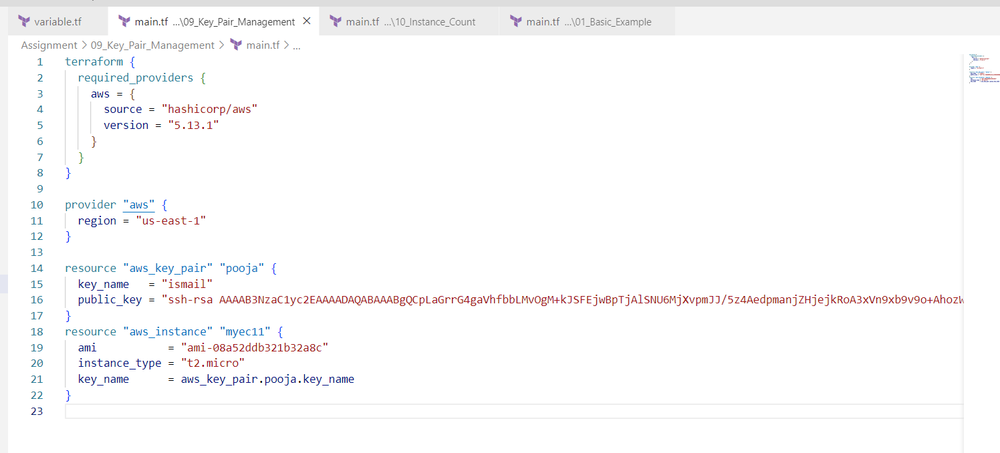 variable.tf main.tf ...\09_Key_Pair_Management main.tf ...\10_Instance_Count main.tf ...\01_Basic_Example
Assignment > 09_Key_Pair_Management > main.tf > ...
1 terraform {
2 required_providers {
3 aws = {
4 source = "hashicorp/aws"
5 version = "5.13.1"
6 }
7 }
8 }
9
10 provider "aws" {
11 region = "us-east-1"
12 }
13
14 resource "aws_key_pair" "pooja" {
15 key_name = "ismail"
16 public_key = "ssh-rsa AAAAB3NzaC1yc2EAAAADAQABAAABgQCpLaGrrG4gaVhfbbLMvOgM+kJSFEjwBpTjAlSNU6MjXvpmJJ/5z4AedpmanjZHjejkRoA3xVn9xb9v9o+Ahoz
17 }
18 resource "aws_instance" "myec11" {
19 ami = "ami-08a52ddb321b32a8c"
20 instance_type = "t2.micro"
21 key_name = aws_key_pair.pooja.key_name
22 }
23